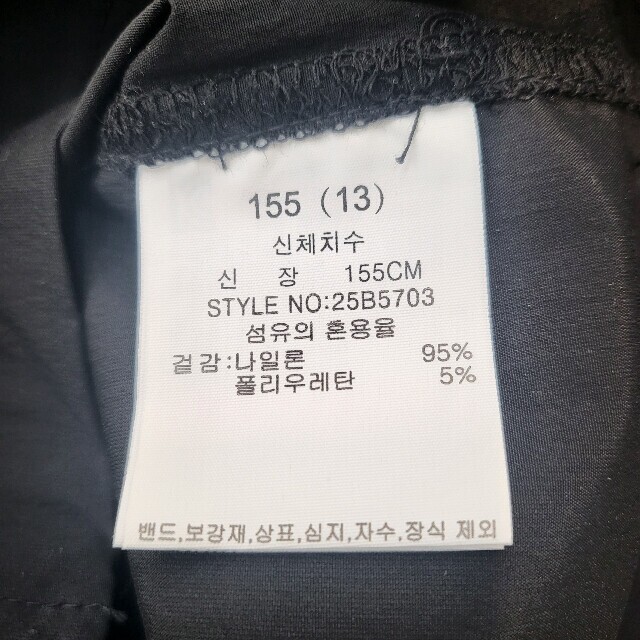 155 (13)
신체치수
신 장 155CM
STYLE NO:25B5703
섬유의 혼용율
겉감:나일론 95%
폴리우레탄 5%
밴드,보강재,상표,심지,자수,장식 제외